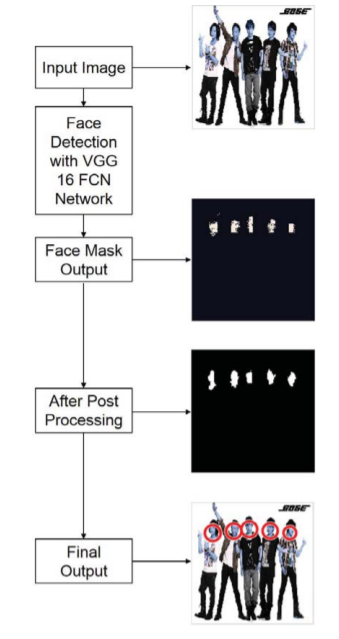 Input Image
Face
Detection
with VGG
16 FCN
Network
Face Mask
Output
After Post
Processing
Final
Output